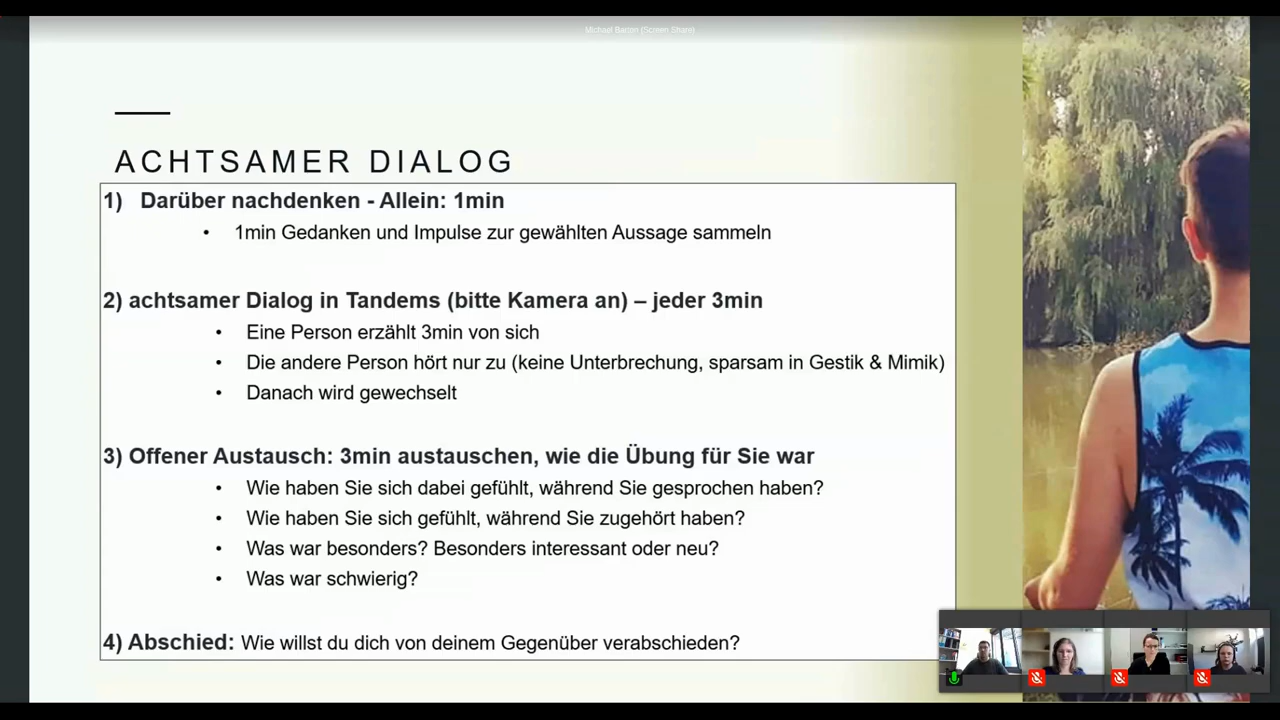 Michael Barten (Screen Share)
ACHTSAMER DIALOG
1) Darüber nachdenken - Allein: 1min
• 1min Gedanken und Impulse zur gewählten Aussage sammeln
2) achtsamer Dialog in Tandems (bitte Kamera an) – jeder 3min
• Eine Person erzählt 3min von sich
• Die andere Person hört nur zu (keine Unterbrechung, sparsam in Gestik & Mimik)
• Danach wird gewechselt
3) Offener Austausch: 3min austauschen, wie die Übung für Sie war
• Wie haben Sie sich dabei gefühlt, während Sie gesprochen haben?
• Wie haben Sie sich gefühlt, während Sie zugehört haben?
• Was war besonders? Besonders interessant oder neu?
• Was war schwierig?
4) Abschied: Wie willst du dich von deinem Gegenüber verabschieden?